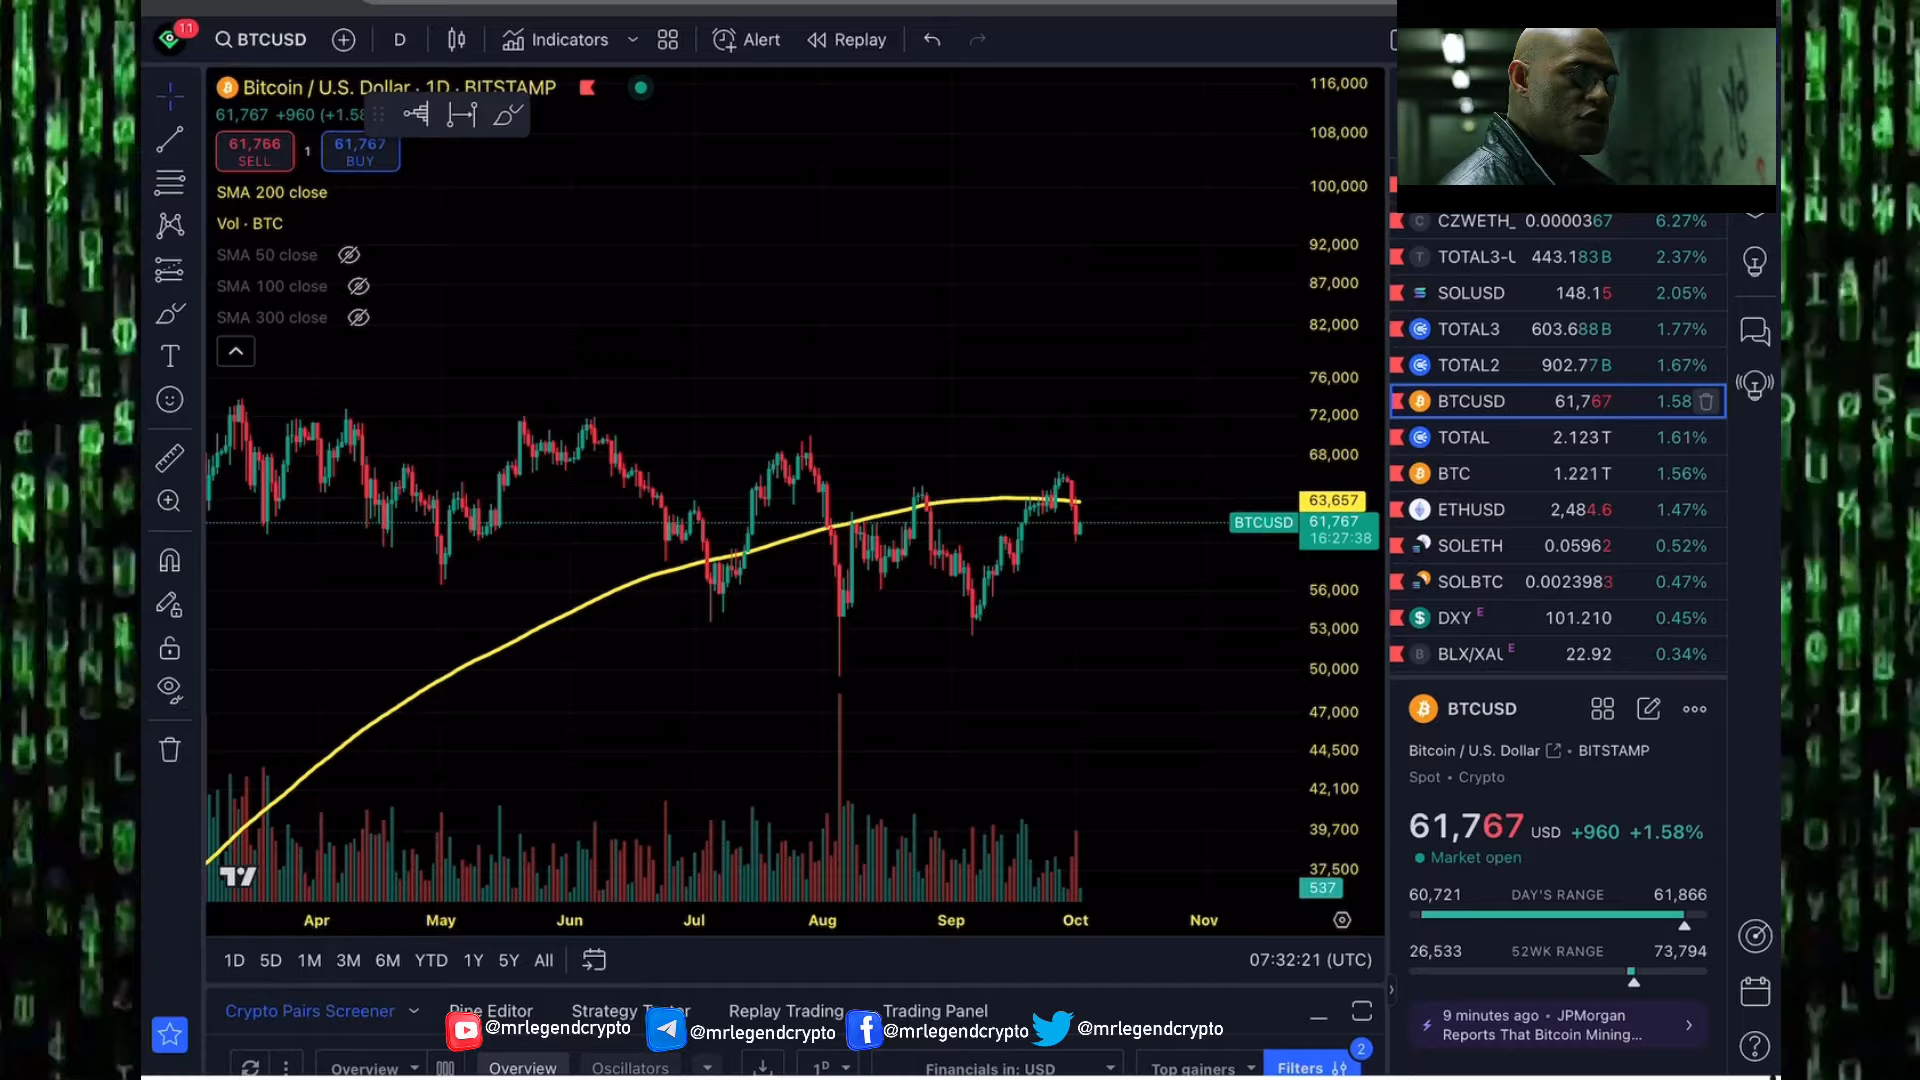 11
BTCUSD
D
Indicators
Alert
Replay
Bitcoin / U.S. Dollar · 1D · BITSTAMP
61,767 +960 (+1.58
61,766
SELL
1
61,767
BUY
SMA 200 close
Vol · BTC
SMA 50 close
SMA 100 close
SMA 300 close
116,000
108,000
100,000
92,000
87,000
82,000
76,000
72,000
68,000
63,657
BTCUSD
61,767
16:27:38
56,000
53,000
50,000
47,000
44,500
42,100
39,700
37,500
537
Apr
May
Jun
Jul
Aug
Sep
Oct
Nov
1D 5D 1M 3M 6M YTD 1Y 5Y All
07:32:21 (UTC)
CZWETH_ 0.0000367 6.27%
TOTAL3-U 443.183B 2.37%
SOLUSD 148.15 2.05%
TOTAL3 603.688B 1.77%
TOTAL2 902.77B 1.67%
BTCUSD 61,767 1.58
TOTAL 2.123T 1.61%
BTC 1.221T 1.56%
ETHUSD 2,484.6 1.47%
SOLETH 0.05962 0.52%
SOLBTC 0.0023983 0.47%
DXY E 101.210 0.45%
BLX/XAU E 22.92 0.34%
BTCUSD
Bitcoin / U.S. Dollar • BITSTAMP
Spot • Crypto
61,767 USD +960 +1.58%
Market open
60,721 DAY'S RANGE 61,866
26,533 52WK RANGE 73,794
9 minutes ago • JPMorgan
Reports That Bitcoin Mining...
Crypto Pairs Screener
Pine Editor
Strategy Tester
Replay Trading
Trading Panel
@mrlegendcrypto
@mrlegendcrypto
@mrlegendcrypto
@mrlegendcrypto
Overview
Overview
Oscillators
1D
Financials in: USD
Top gainers
Filters
2